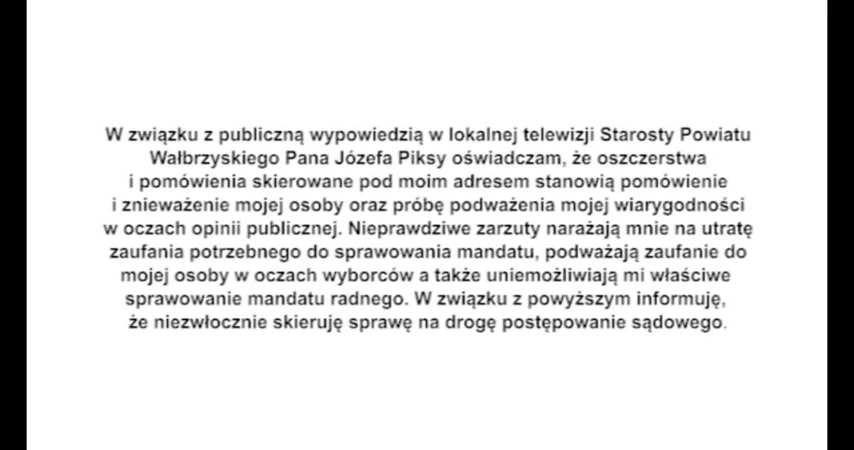 W związku z publiczną wypowiedzią w lokalnej telewizji Starosty Powiatu
Wałbrzyskiego Pana Józefa Piksy oświadczam, że oszczerstwa
i pomówienia skierowane pod moim adresem stanowią pomówienie
i znieważenie mojej osoby oraz próbę podważenia mojej wiarygodności
w oczach opinii publicznej. Nieprawdziwe zarzuty narażają mnie na utratę
zaufania potrzebnego do sprawowania mandatu, podważają zaufanie do
mojej osoby w oczach wyborców a także uniemożliwiają mi właściwe
sprawowanie mandatu radnego. W związku z powyższym informuję,
że niezwłocznie skieruję sprawę na drogę postępowanie sądowego.